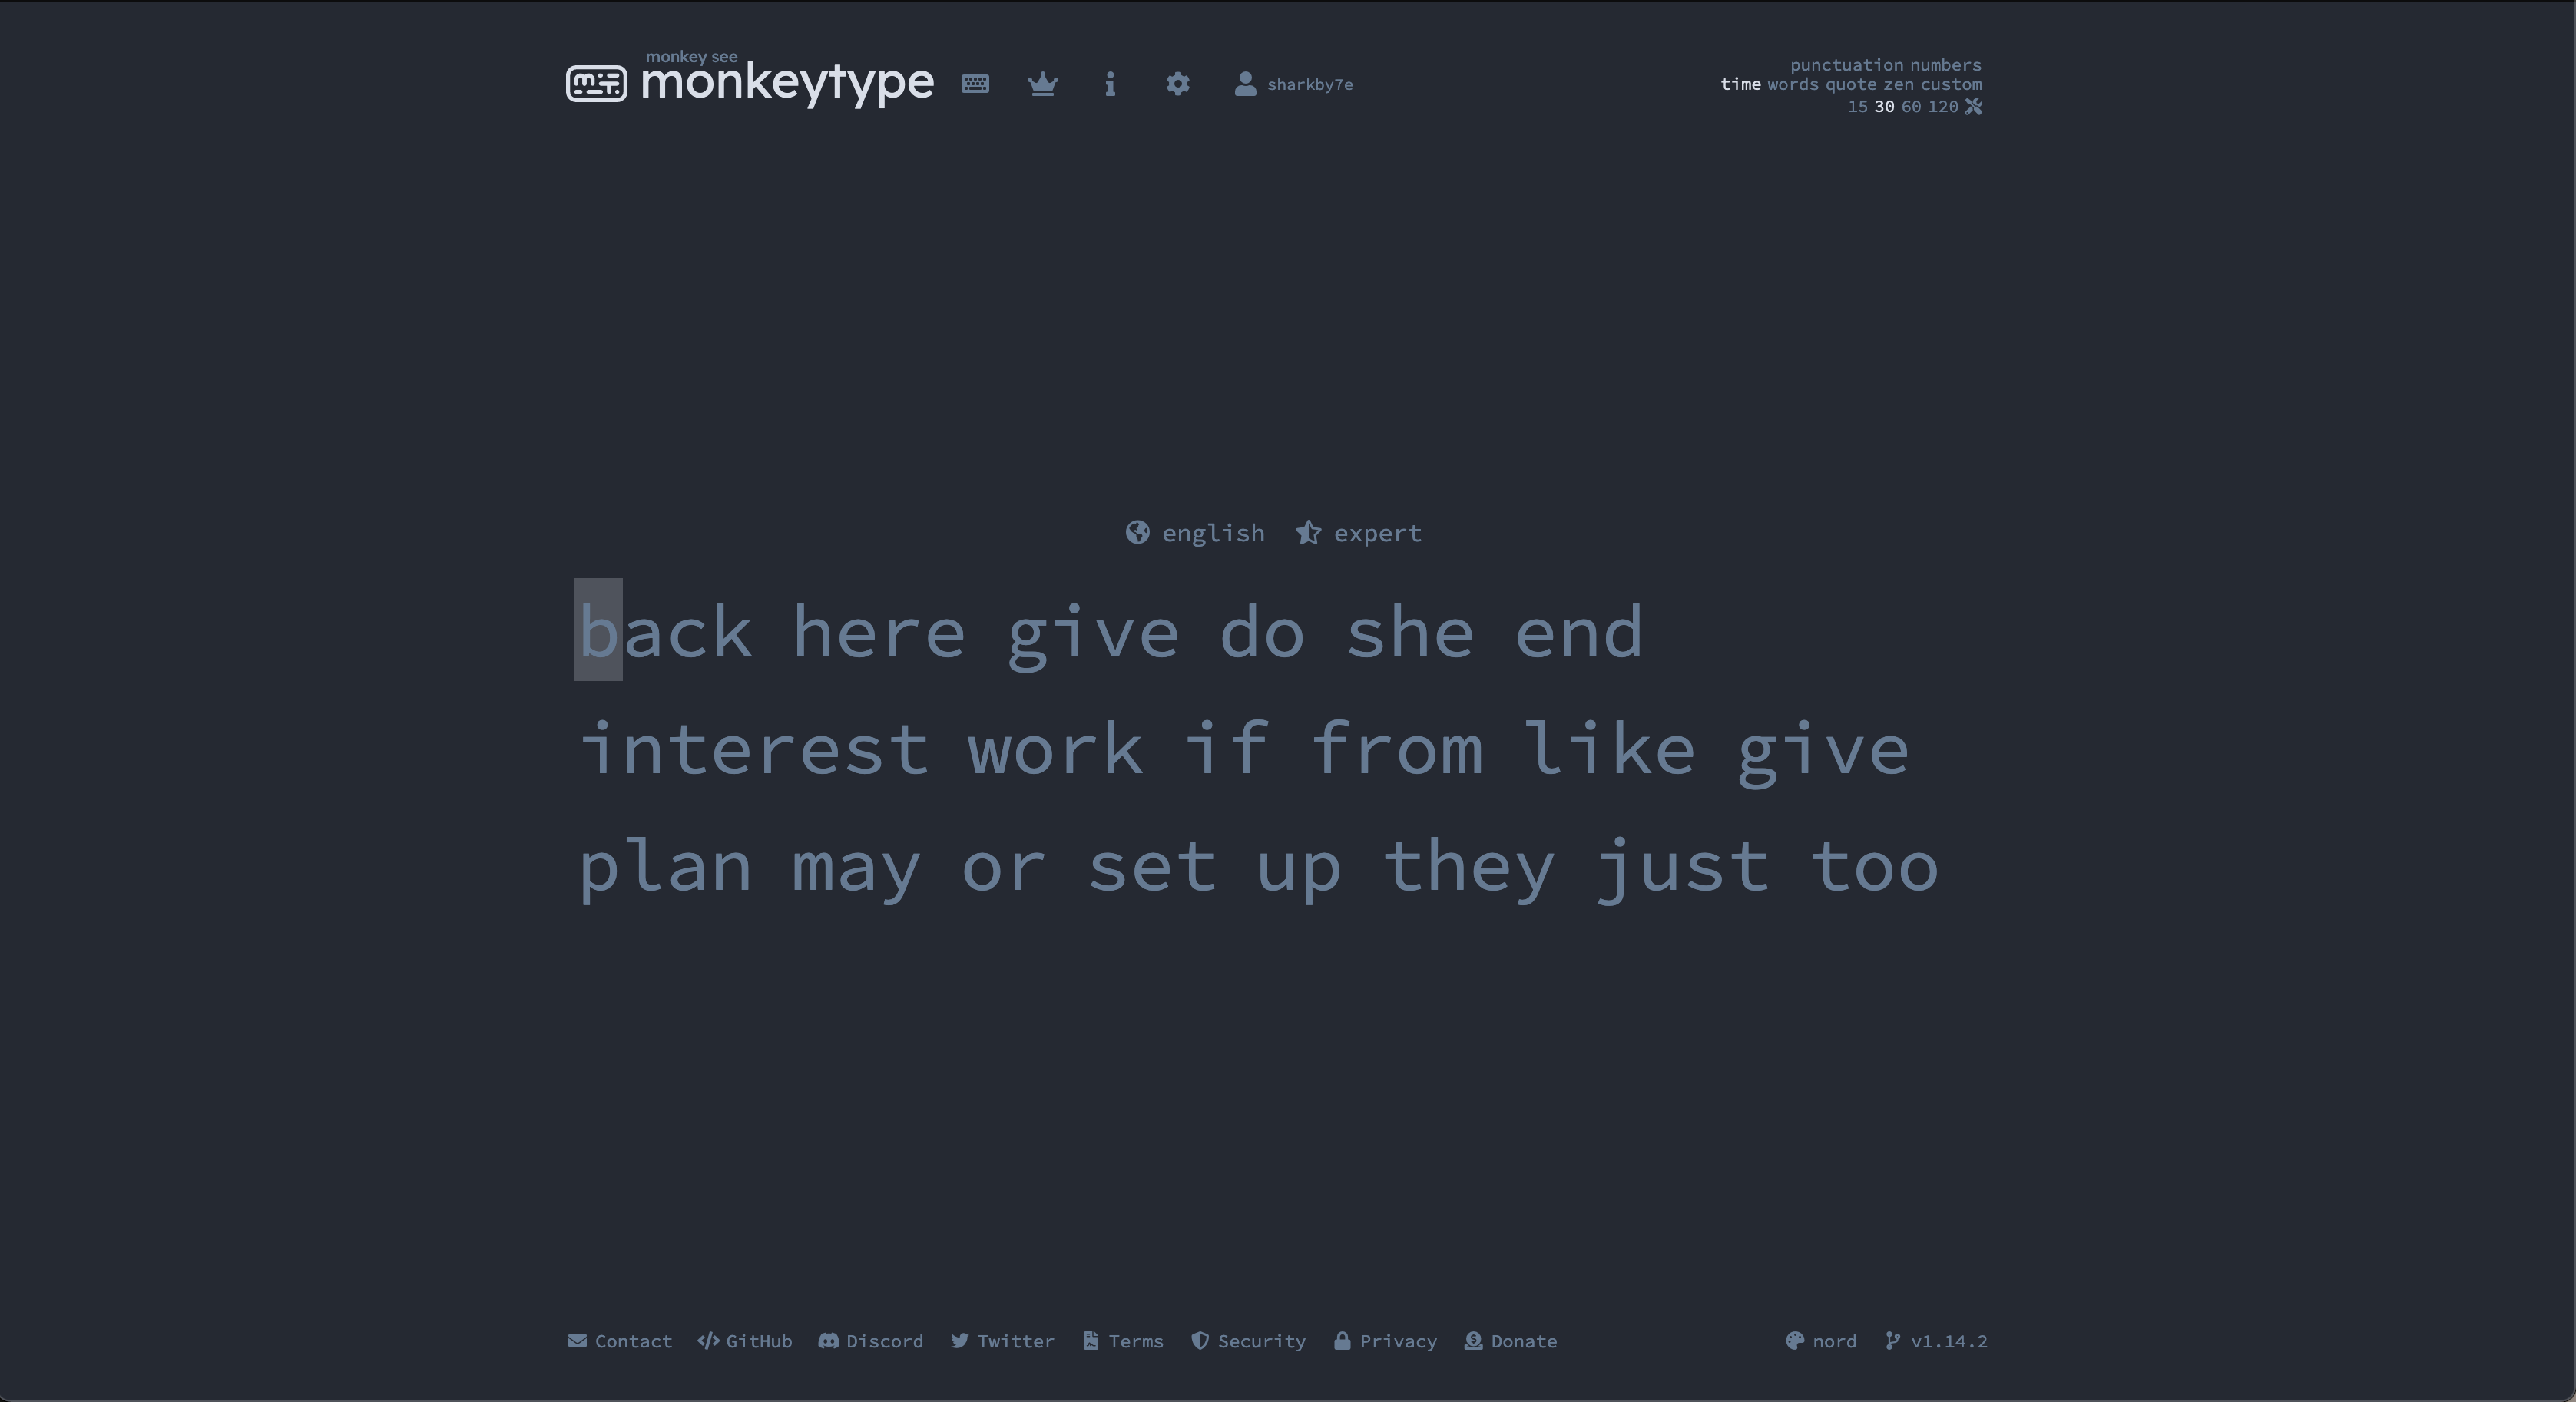 monkey see
monkeytype
sharkby7e
punctuation numbers
time words quote zen custom
15 30 60 120
english expert
back here give do she end
interest work if from like give
plan may or set up they just too
Contact GitHub Discord Twitter Terms Security Privacy Donate
nord v1.14.2